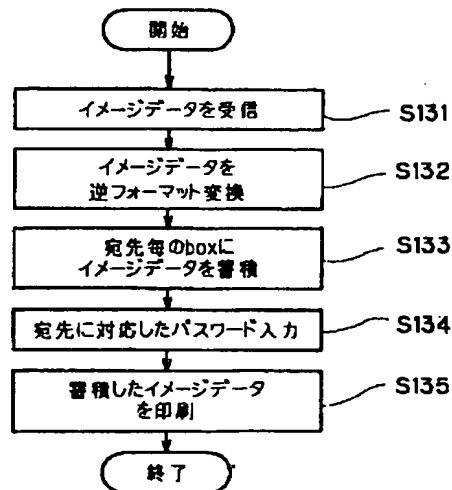 開始
イメージデータを受信
S131
イメージデータを
逆フォーマット変換
S132
宛先毎のboxに
イメージデータを蓄積
S133
宛先に対応したパスワード入力
S134
蓄積したイメージデータ
を印刷
S135
終了